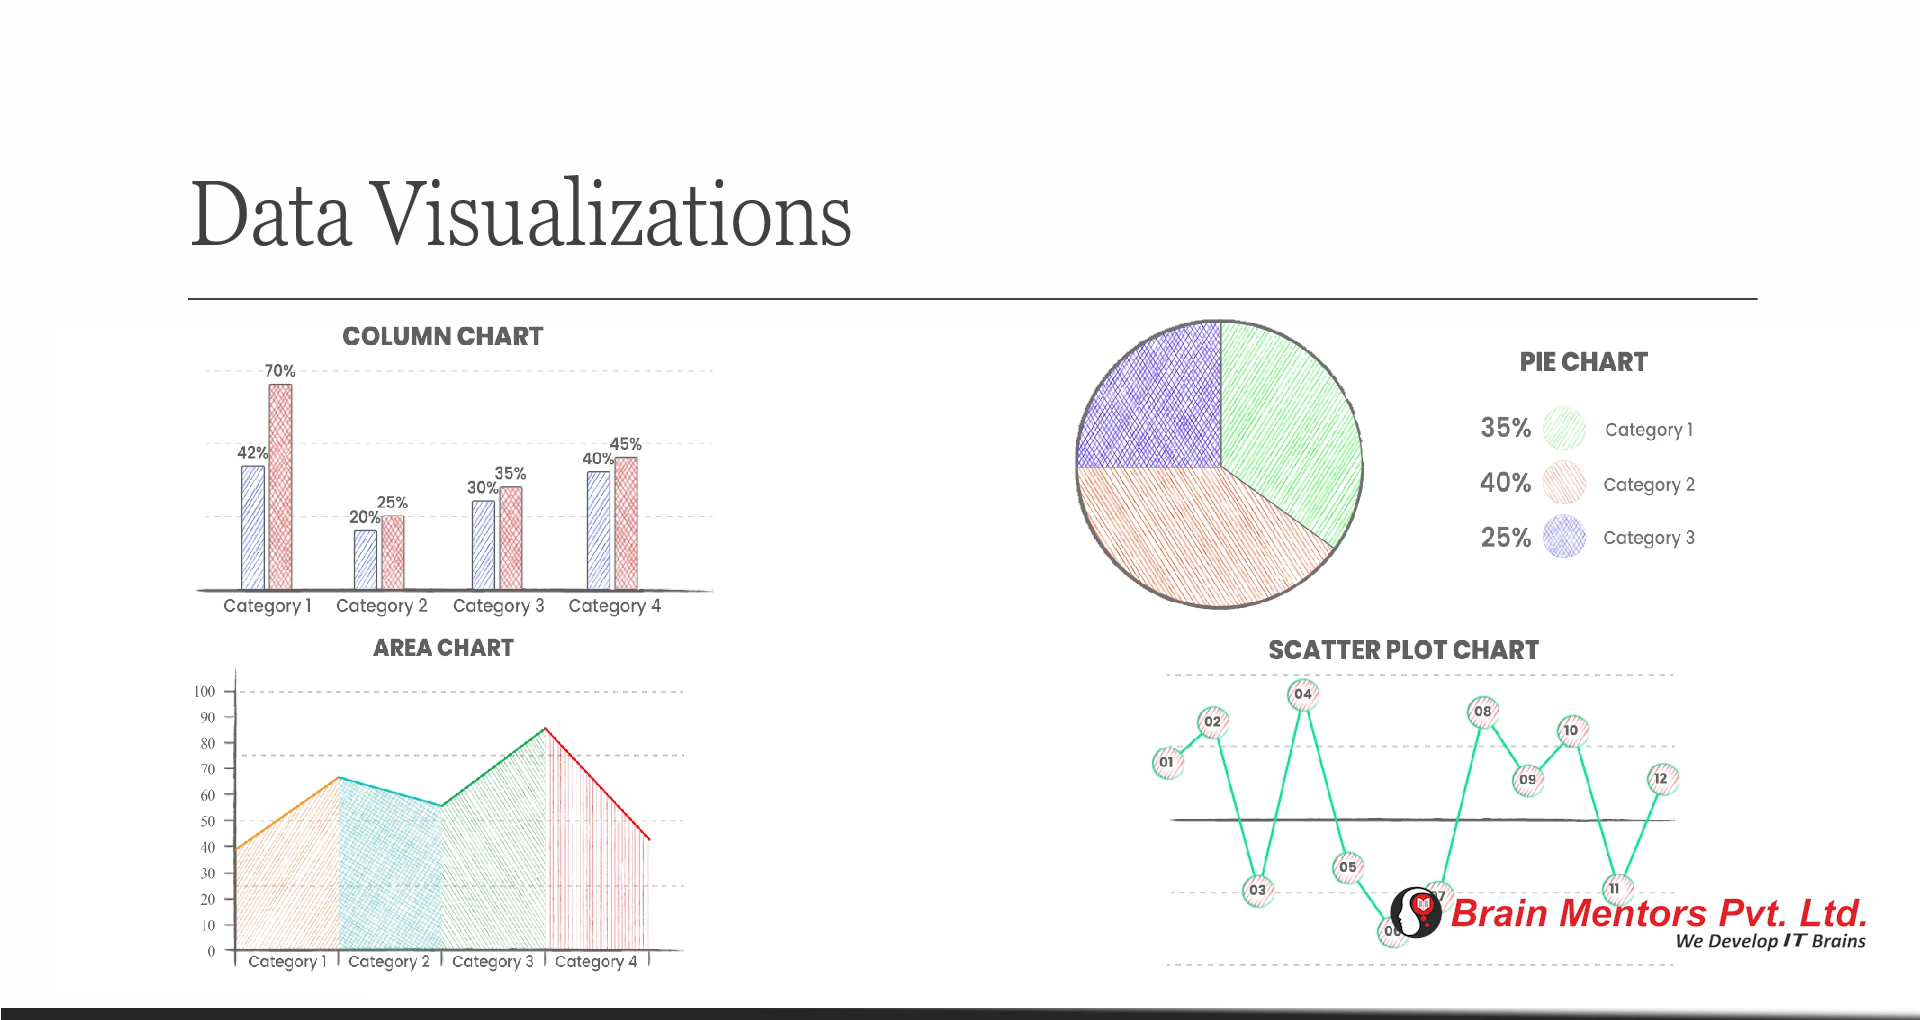 Data Visualizations
COLUMN CHART
70%
42%
20%
25%
30%
35%
40%
45%
Category 1
Category 2
Category 3
Category 4
PIE CHART
35% Category 1
40% Category 2
25% Category 3
AREA CHART
100
90
80
70
60
50
40
30
20
10
0
Category 1
Category 2
Category 3
Category 4
SCATTER PLOT CHART
01
02
03
04
05
06
07
08
09
10
11
12
Brain Mentors Pvt. Ltd.
We Develop IT Brains